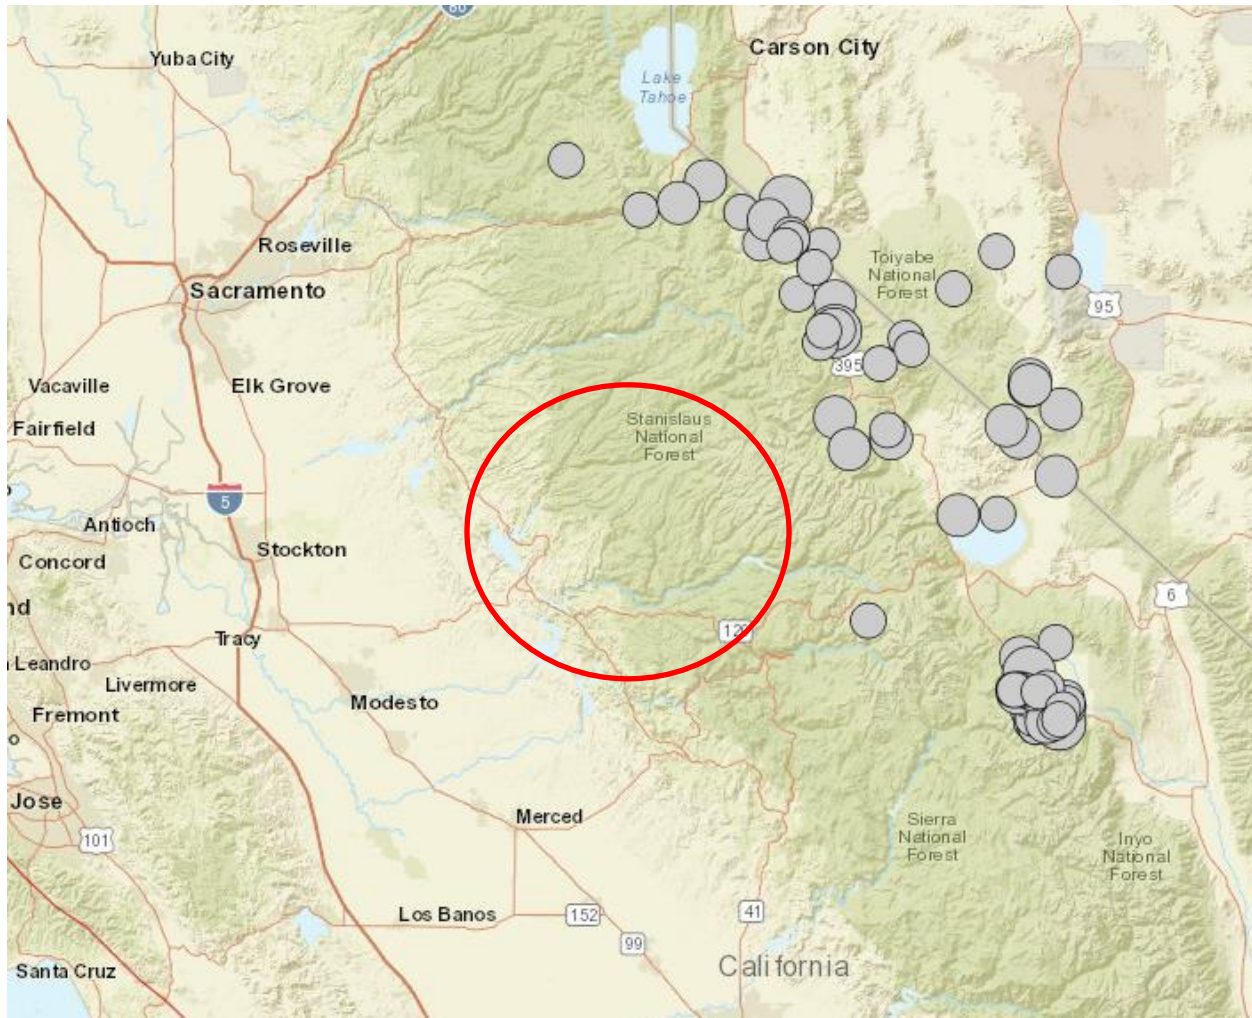 80
Yuba City
Carson City
Lake
Tahoe
Roseville
Sacramento
Toiyabe
National
Forest
95
395
Vacaville
Elk Grove
Fairfield
Stanislaus
National
Forest
5
Antioch
Stockton
Concord
6
nd
Tracy
Leandro
Livermore
Modesto
Fremont
o
Jose
101
Merced
Sierra
National
Forest
Inyo
National
Forest
Los Banos
152
41
99
Santa Cruz
California